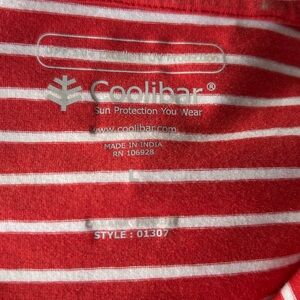 Coolibar®
Sun Protection You Wear
www.coolibar.com
MADE IN INDIA
RN 106928
L
STYLE : 01307